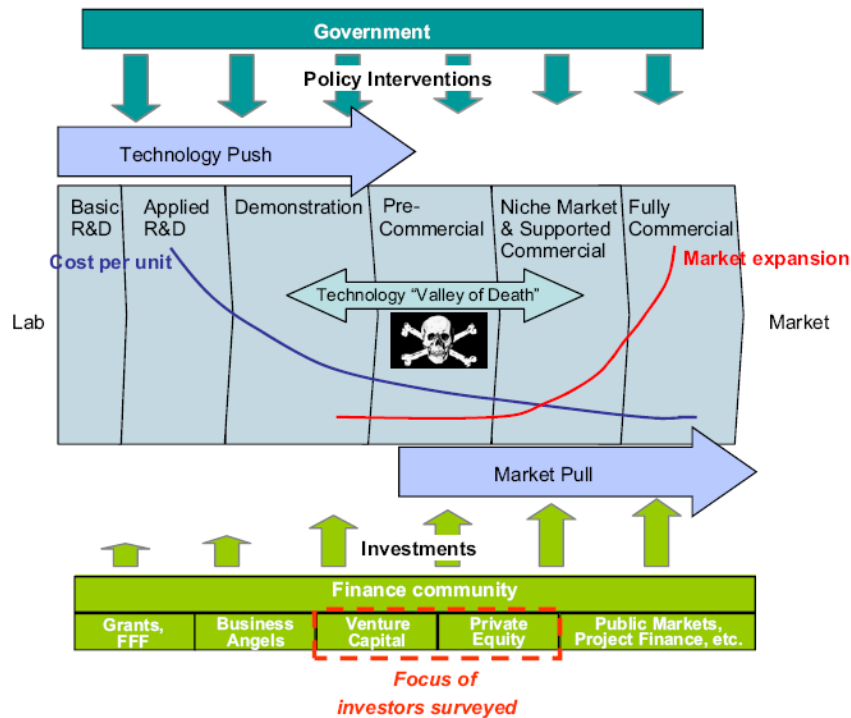 Government
Policy Interventions
Technology Push
Basic
R&D
Applied
R&D
Demonstration
Pre-
Commercial
Niche Market
& Supported
Commercial
Fully
Commercial
Cost per unit
Market expansion
Technology “Valley of Death”
Lab
Market
Market Pull
Investments
Finance community
Grants,
FFF
Business
Angels
Venture
Capital
Private
Equity
Public Markets,
Project Finance, etc.
Focus of
investors surveyed